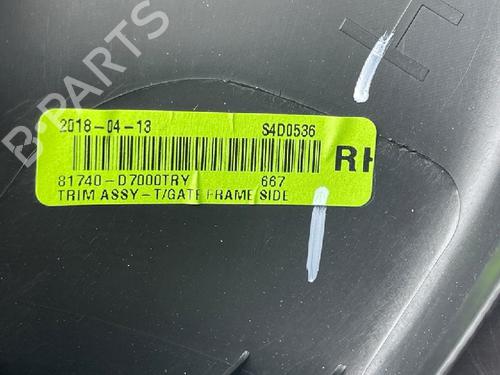 2018-04-13 S4D0536
RH
81740-D7000TRY 667
TRIM ASSY-T/GATE FRAME SIDE
B-PARTS